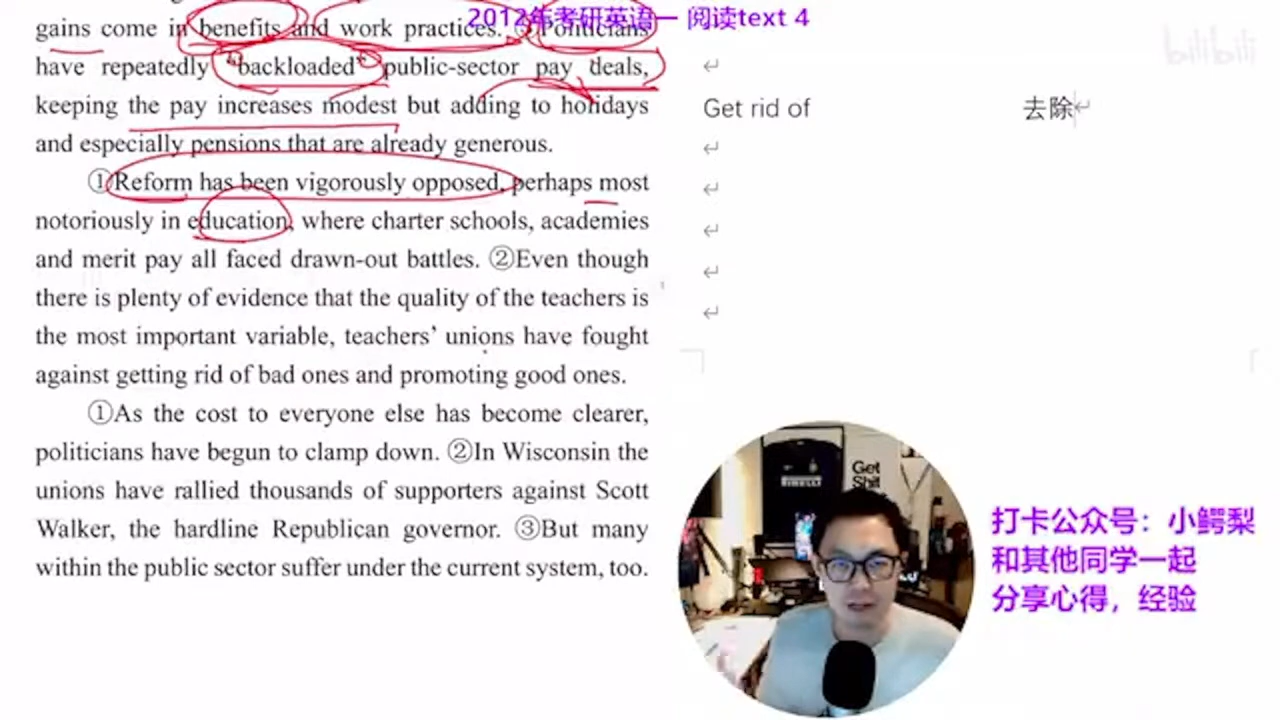 2012年考研英语一 阅读text 4
gains come in benefits and work practices. ③Politicians
have repeatedly "backloaded" public-sector pay deals,
keeping the pay increases modest but adding to holidays
and especially pensions that are already generous.
①Reform has been vigorously opposed, perhaps most
notoriously in education, where charter schools, academies
and merit pay all faced drawn-out battles. ②Even though
there is plenty of evidence that the quality of the teachers is
the most important variable, teachers' unions have fought
against getting rid of bad ones and promoting good ones.
①As the cost to everyone else has become clearer,
politicians have begun to clamp down. ②In Wisconsin the
unions have rallied thousands of supporters against Scott
Walker, the hardline Republican governor. ③But many
within the public sector suffer under the current system, too.
bilibili
Get rid of 去除
PIRELLI
Get
Shit
打卡公众号：小鳄梨
和其他同学一起
分享心得，经验